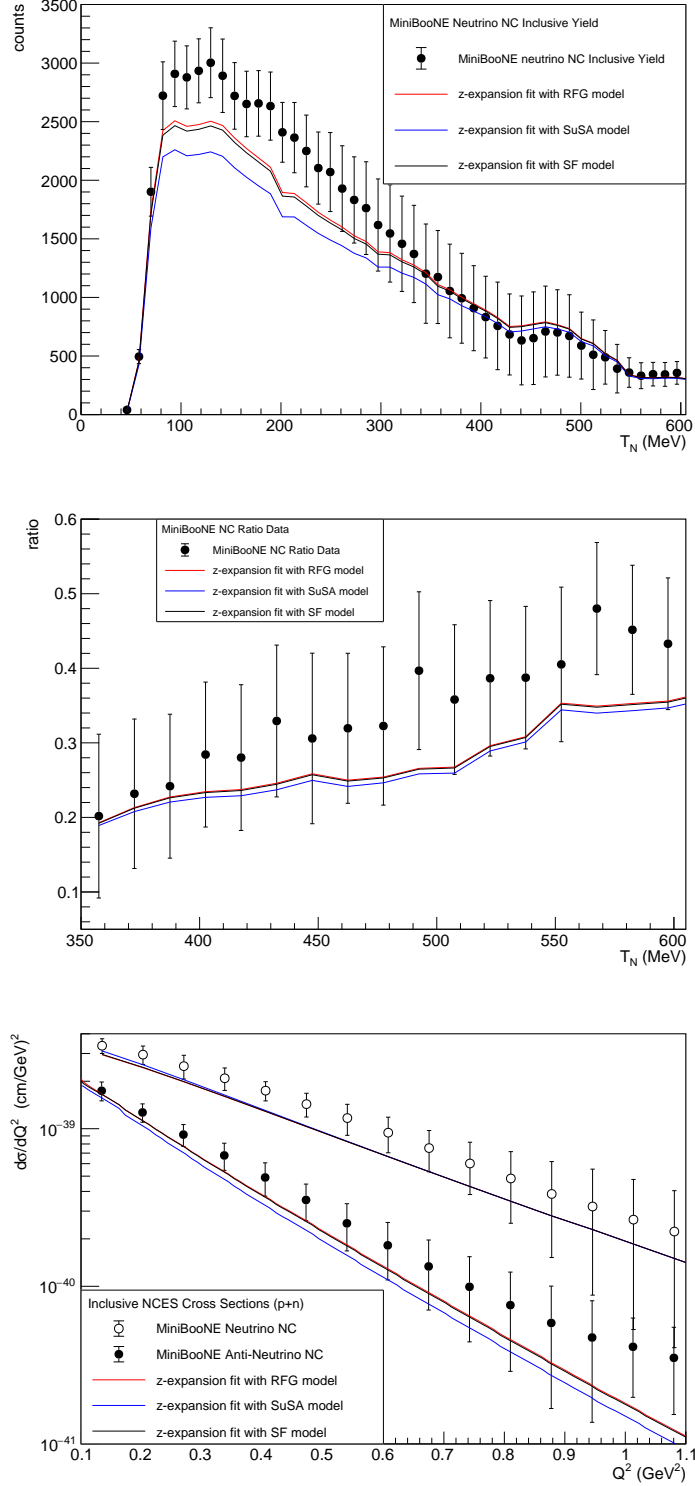 counts
3500
3000
2500
2000
1500
1000
500
0
MiniBooNE Neutrino NC Inclusive Yield
MiniBooNE neutrino NC Inclusive Yield
z-expansion fit with RFG model
z-expansion fit with SuSA model
z-expansion fit with SF model
0 100 200 300 400 500 600
T_N (MeV)
ratio
0.6
0.5
0.4
0.3
0.2
0.1
MiniBooNE NC Ratio Data
MiniBooNE NC Ratio Data
z-expansion fit with RFG model
z-expansion fit with SuSA model
z-expansion fit with SF model
350 400 450 500 550 600
T_N (MeV)
dσ/dQ² (cm/GeV)²
10⁻³⁹
10⁻⁴⁰
10⁻⁴¹
Inclusive NCES Cross Sections (p+n)
MiniBooNE Neutrino NC
MiniBooNE Anti-Neutrino NC
z-expansion fit with RFG model
z-expansion fit with SuSA model
z-expansion fit with SF model
0.1 0.2 0.3 0.4 0.5 0.6 0.7 0.8 0.9 1 1.1
Q² (GeV²)